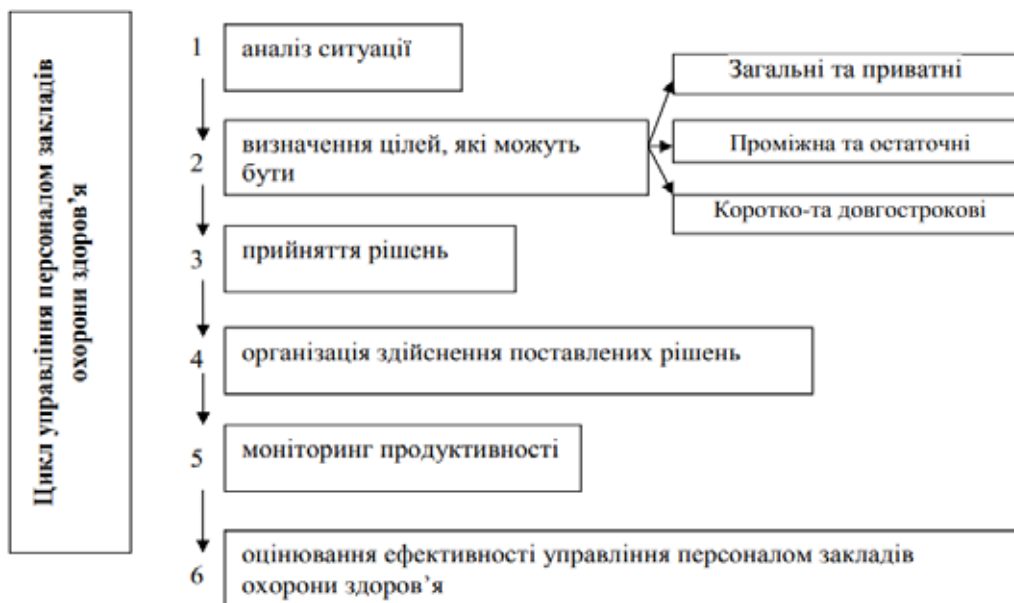 Цикл управління персоналом закладів
охорони здоров’я
1
аналіз ситуації
2
визначення цілей, які можуть
бути
Загальні та приватні
Проміжна та остаточні
Коротко-та довгострокові
3
прийняття рішень
4
організація здійснення поставлених рішень
5
моніторинг продуктивності
6
оцінювання ефективності управління персоналом закладів
охорони здоров’я